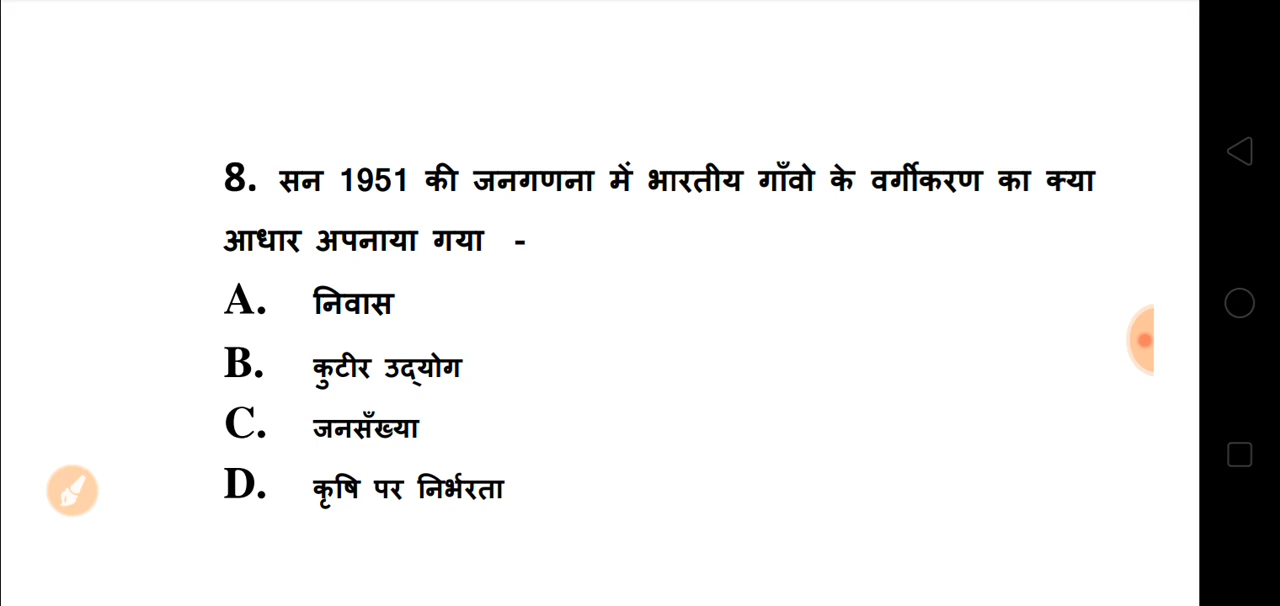 8. सन 1951 की जनगणना में भारतीय गाँवो के वर्गीकरण का क्या
आधार अपनाया गया -
A. निवास
B. कुटीर उद्‌योग
C. जनसँख्या
D. कृषि पर निर्भरता